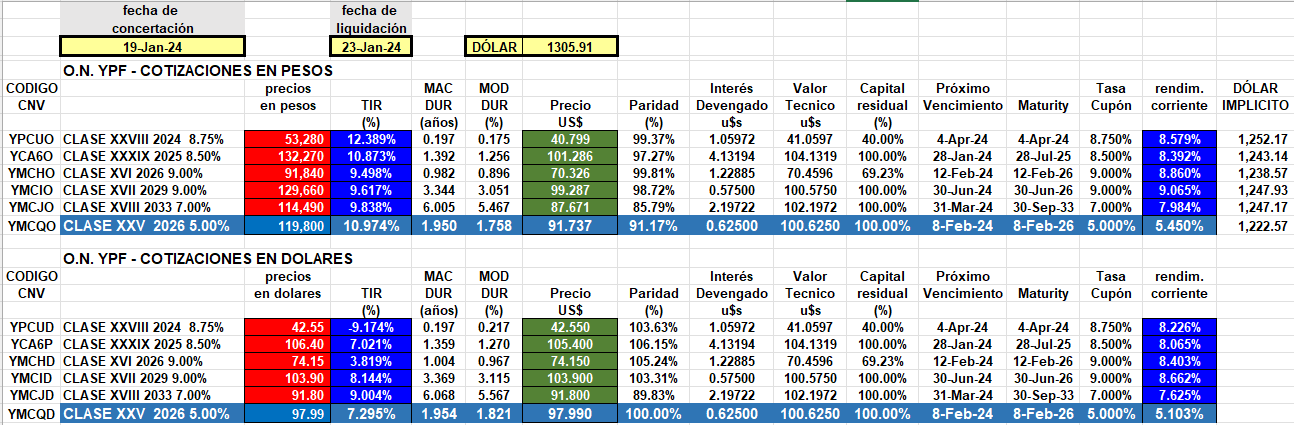 fecha de fecha de
concertación liquidación
19-Jan-24 23-Jan-24 DÓLAR 1305.91
O.N. YPF - COTIZACIONES EN PESOS
CODIGO precios MAC MOD Interés Valor Capital Próximo Tasa rendim. DÓLAR
CNV en pesos TIR DUR DUR Precio Paridad Devengado Tecnico residual Vencimiento Maturity Cupón corriente IMPLICITO
(%) (años) (%) US$ (%) u$s u$s (%)
YPCUO CLASE XXVIII 2024 8.75% 53,280 12.389% 0.197 0.175 40.799 99.37% 1.05972 41.0597 40.00% 4-Apr-24 4-Apr-24 8.750% 8.579% 1,252.17
YCA6O CLASE XXXIX 2025 8.50% 132,270 10.873% 1.392 1.256 101.286 97.27% 4.13194 104.1319 100.00% 28-Jan-24 28-Jul-25 8.500% 8.392% 1,243.14
YMCHO CLASE XVI 2026 9.00% 91,840 9.498% 0.982 0.896 70.326 99.81% 1.22885 70.4596 69.23% 12-Feb-24 12-Feb-26 9.000% 8.860% 1,238.57
YMCIO CLASE XVII 2029 9.00% 129,660 9.617% 3.344 3.051 99.287 98.72% 0.57500 100.5750 100.00% 30-Jun-24 30-Jun-29 9.000% 9.065% 1,247.93
YMCJO CLASE XVIII 2033 7.00% 114,490 9.838% 6.005 5.467 87.671 85.79% 2.19722 102.1972 100.00% 31-Mar-24 30-Sep-33 7.000% 7.984% 1,247.17
YMCQO CLASE XXV 2026 5.00% 119,800 10.974% 1.950 1.758 91.737 91.17% 0.62500 100.6250 100.00% 8-Feb-24 8-Feb-26 5.000% 5.450% 1,222.57
O.N. YPF - COTIZACIONES EN DOLARES
CODIGO precios MAC MOD Interés Valor Capital Próximo Tasa rendim.
CNV en dolares TIR DUR DUR Precio Paridad Devengado Tecnico residual Vencimiento Maturity Cupón corriente
(%) (años) (%) US$ (%) u$s u$s (%)
YPCUD CLASE XXVIII 2024 8.75% 42.55 -9.174% 0.197 0.217 42.550 103.63% 1.05972 41.0597 40.00% 4-Apr-24 4-Apr-24 8.750% 8.226%
YCA6P CLASE XXXIX 2025 8.50% 106.40 7.021% 1.359 1.270 105.400 106.15% 4.13194 104.1319 100.00% 28-Jan-24 28-Jul-25 8.500% 8.065%
YMCHD CLASE XVI 2026 9.00% 74.15 3.819% 1.004 0.967 74.150 105.24% 1.22885 70.4596 69.23% 12-Feb-24 12-Feb-26 9.000% 8.403%
YMCID CLASE XVII 2029 9.00% 103.90 8.144% 3.369 3.115 103.900 103.31% 0.57500 100.5750 100.00% 30-Jun-24 30-Jun-29 9.000% 8.662%
YMCJD CLASE XVIII 2033 7.00% 91.80 9.004% 6.068 5.567 91.800 89.83% 2.19722 102.1972 100.00% 31-Mar-24 30-Sep-33 7.000% 7.625%
YMCQD CLASE XXV 2026 5.00% 97.99 7.295% 1.954 1.821 97.990 100.00% 0.62500 100.6250 100.00% 8-Feb-24 8-Feb-26 5.000% 5.103%